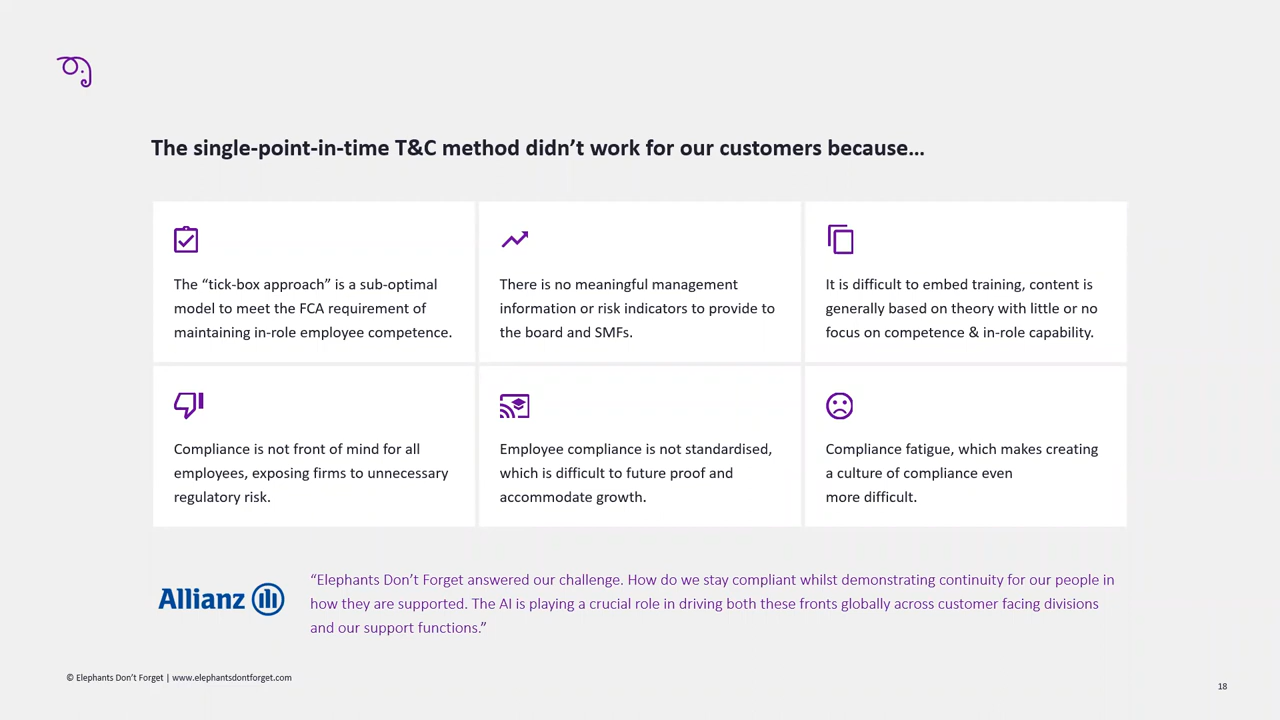 The single-point-in-time T&C method didn’t work for our customers because…
The “tick-box approach” is a sub-optimal
model to meet the FCA requirement of
maintaining in-role employee competence.
There is no meaningful management
information or risk indicators to provide to
the board and SMFs.
It is difficult to embed training, content is
generally based on theory with little or no
focus on competence & in-role capability.
Compliance is not front of mind for all
employees, exposing firms to unnecessary
regulatory risk.
Employee compliance is not standardised,
which is difficult to future proof and
accommodate growth.
Compliance fatigue, which makes creating
a culture of compliance even
more difficult.
Allianz
“Elephants Don’t Forget answered our challenge. How do we stay compliant whilst demonstrating continuity for our people in
how they are supported. The AI is playing a crucial role in driving both these fronts globally across customer facing divisions
and our support functions.”
© Elephants Don’t Forget | www.elephantsdontforget.com
18